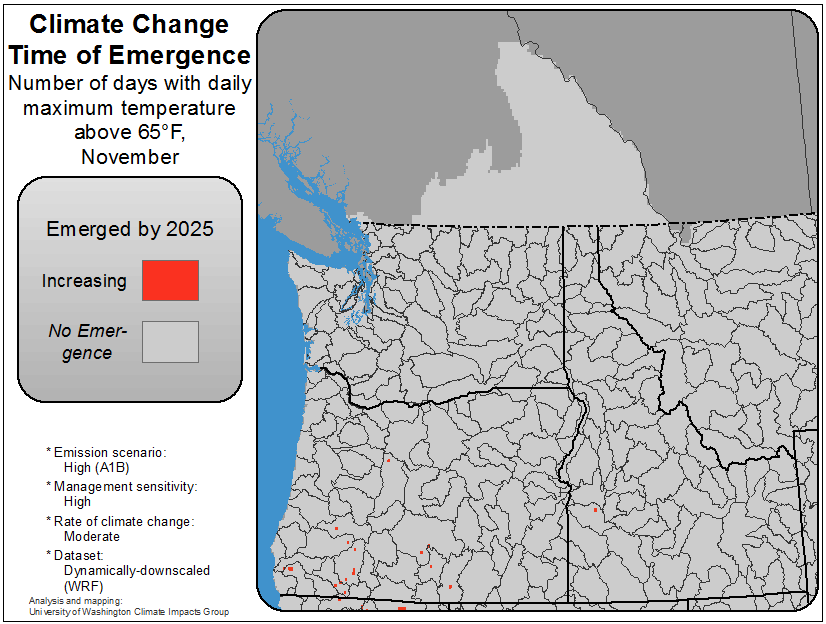 Climate Change
Time of Emergence
Number of days with daily
maximum temperature
above 65°F,
November
Emerged by 2025
Increasing
No Emer-
gence
* Emission scenario:
High (A1B)
* Management sensitivity:
High
* Rate of climate change:
Moderate
* Dataset:
Dynamically-downscaled
(WRF)
Analysis and mapping:
University of Washington Climate Impacts Group